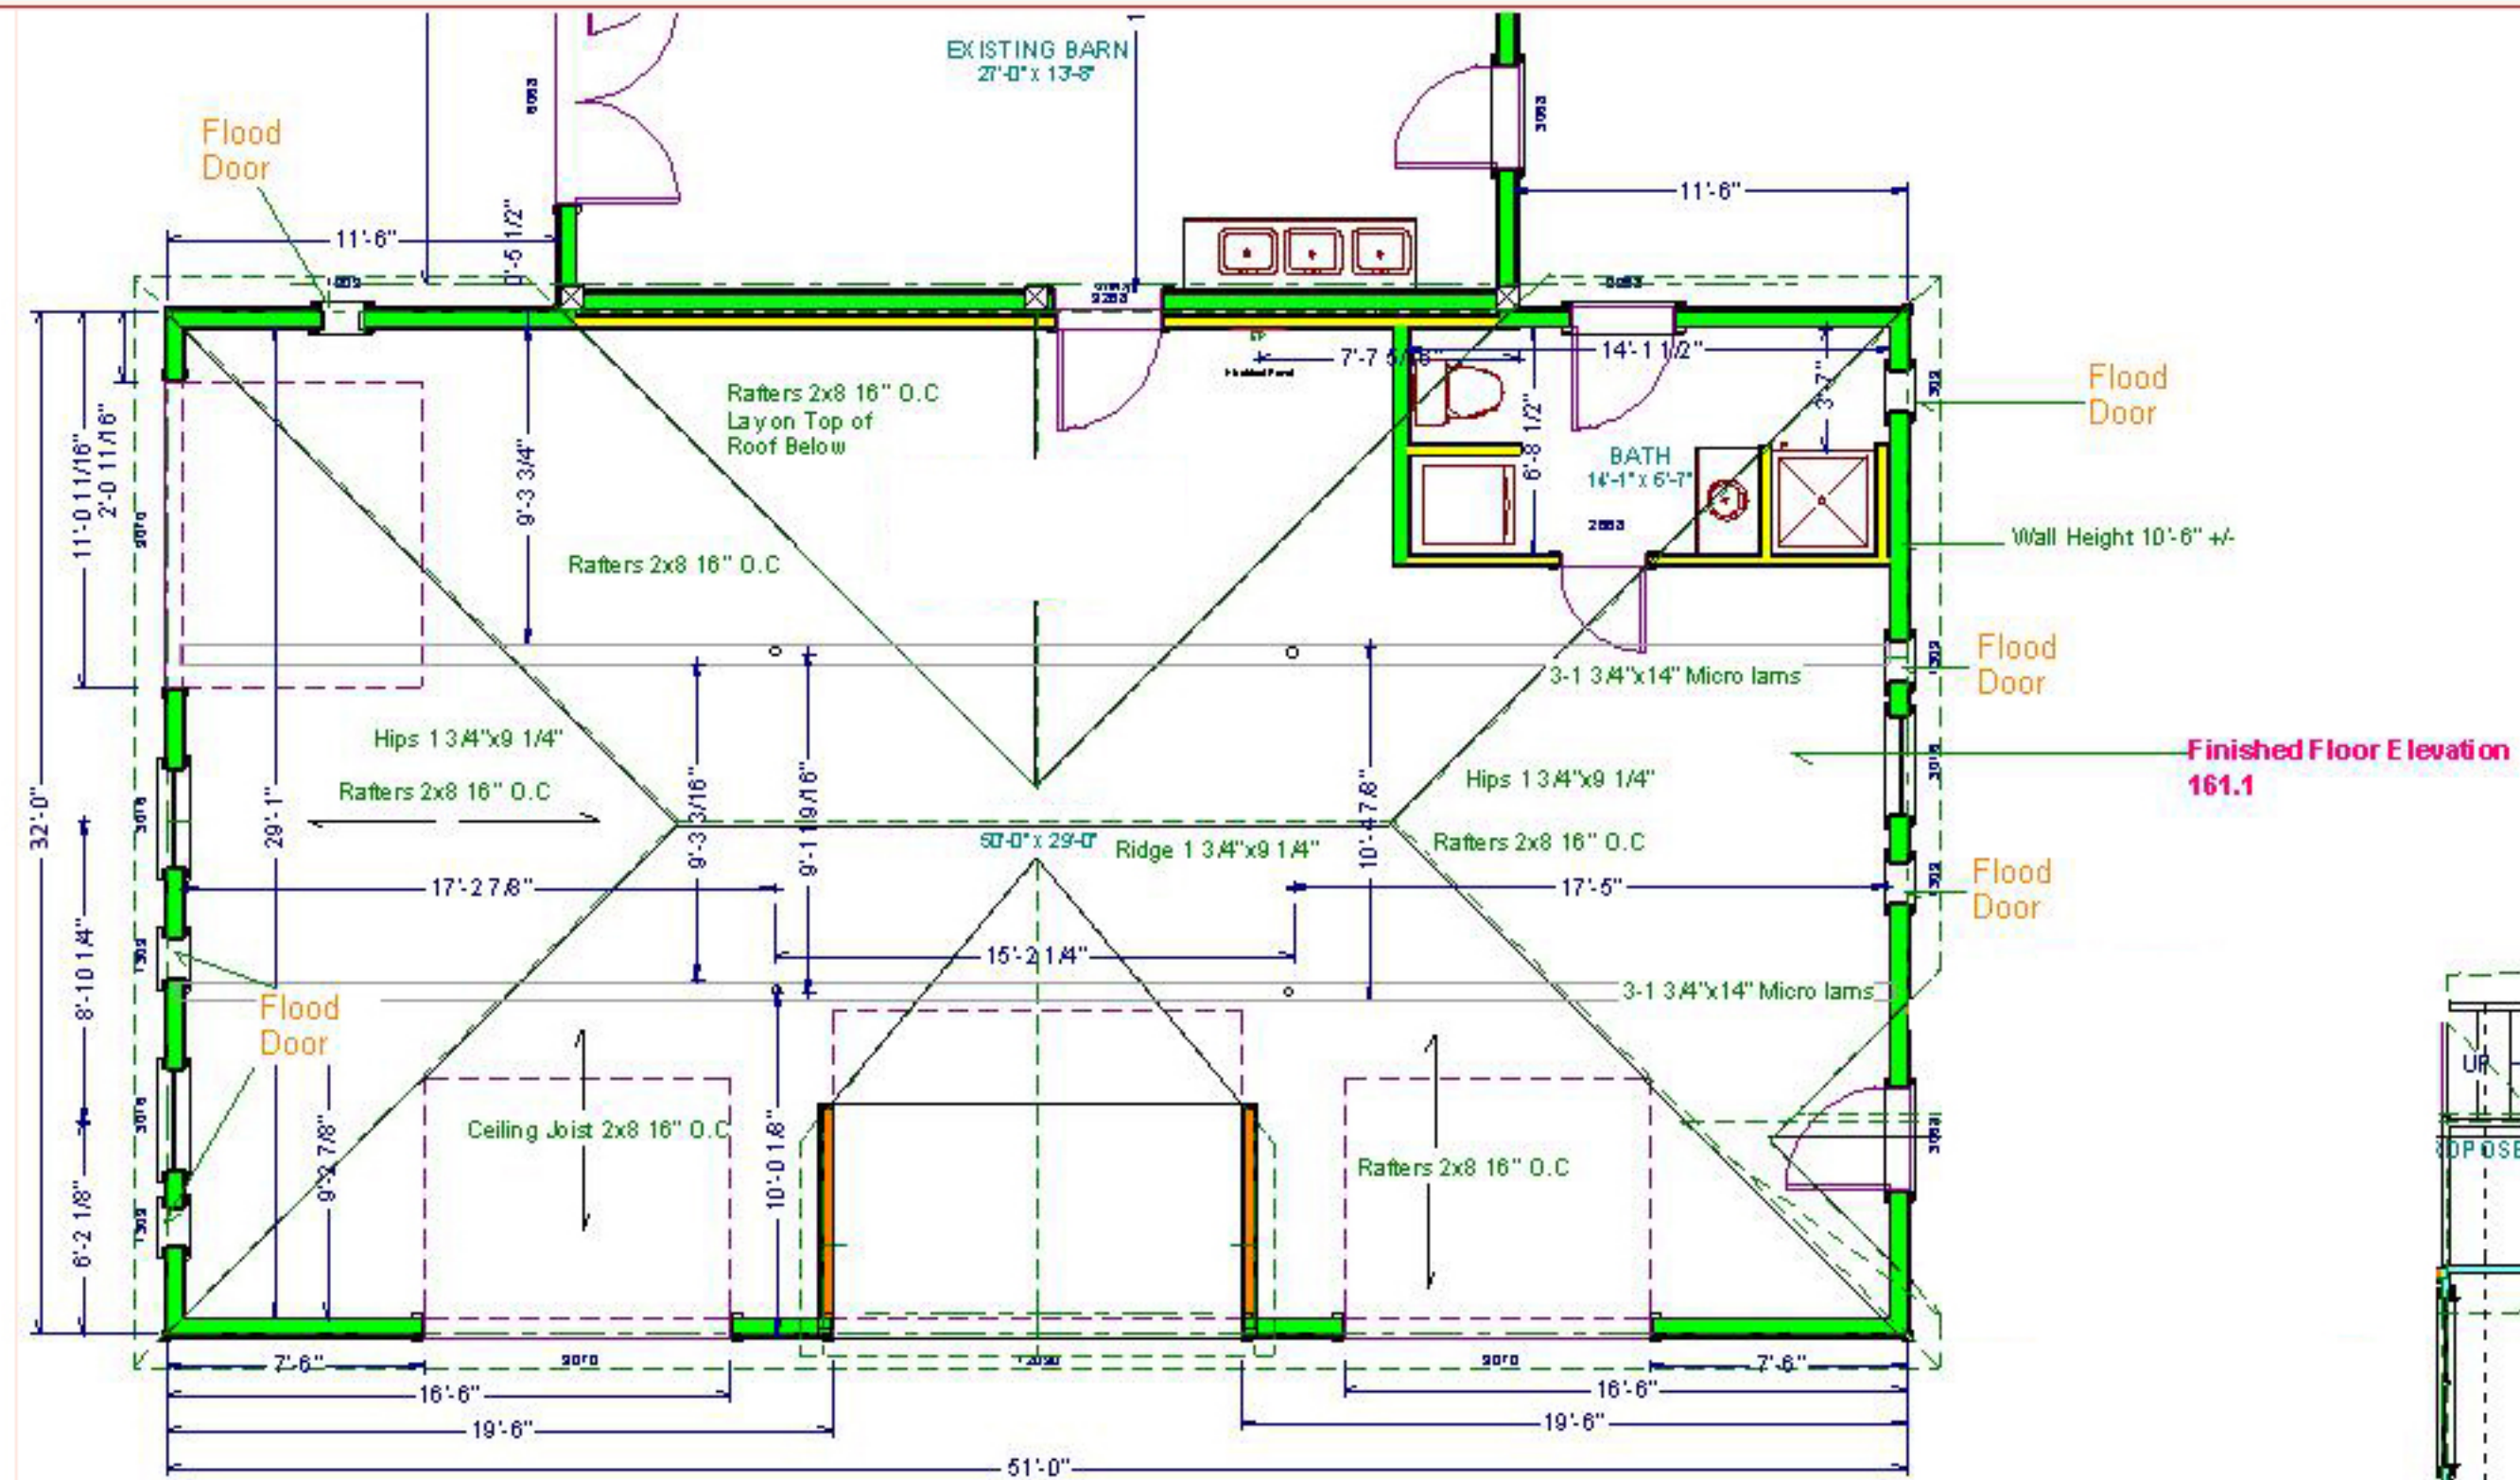 EXISTING BARN
27'-0" x 13'-8"
Flood
Door
11'-6"
11'-6"
Rafters 2x8 16" O.C
Lay on Top of
Roof Below
14'-1 1/2"
3'-7"
Flood
Door
6'-8 1/2"
BATH
14'-1" x 6'-7"
2668
Wall Height 10'-6" +/-
11'-0 11/16"
2'-0 11/16"
9'-3 3/4"
Rafters 2x8 16" O.C
Flood
Door
3-1 3/4"x14" Micro lams
Hips 1 3/4"x9 1/4"
Finished Floor Elevation
161.1
Hips 1 3/4"x9 1/4"
Rafters 2x8 16" O.C
32'-0"
29'-1"
9'-3 3/16"
9'-1 19/16"
10'-4 7/8"
50'-0" x 29'-0"
Ridge 1 3/4"x9 1/4"
Rafters 2x8 16" O.C
17'-2 7/8"
17'-5"
Flood
Door
8'-10 1/4"
15'-2 1/4"
3-1 3/4"x14" Micro lams
Flood
Door
UP
Ceiling Joist 2x8 16" O.C
Rafters 2x8 16" O.C
6'-2 1/8"
9'-2 7/8"
10'-0 1/8"
7'-6"
9070
9070
7'-6"
16'-6"
16'-6"
19'-6"
19'-6"
51'-0"